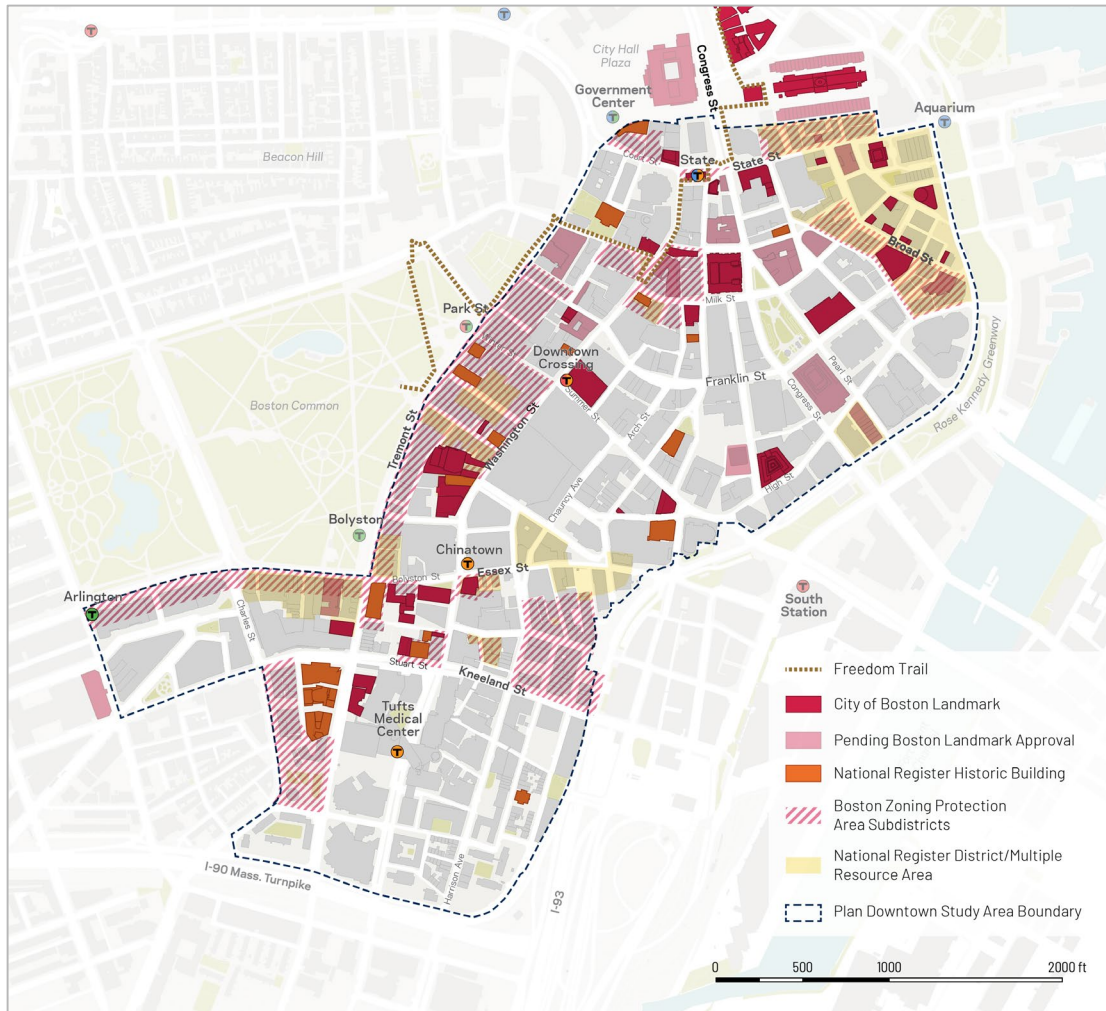 City Hall
Plaza
Congress St
Government
Center
Aquarium
Beacon Hill
Court St
State
State St
Broad St
Park St
Milk St
Winter St
Downtown
Crossing
Franklin St
Pearl St
Congress St
Rose Kennedy Greenway
Boston Common
Tremont St
Washington St
Summer St
Arch St
High St
Chauncy Ave
Bolyston
Chinatown
Essex St
Bolyston St
Arlington
Charles St
South
Station
Stuart St
Kneeland St
Tufts
Medical
Center
Harrison Ave
I-90 Mass. Turnpike
I-93
Freedom Trail
City of Boston Landmark
Pending Boston Landmark Approval
National Register Historic Building
Boston Zoning Protection
Area Subdistricts
National Register District/Multiple
Resource Area
Plan Downtown Study Area Boundary
0 500 1000 2000 ft
T
T
T
T
T
T
T
T
T
T
T
T